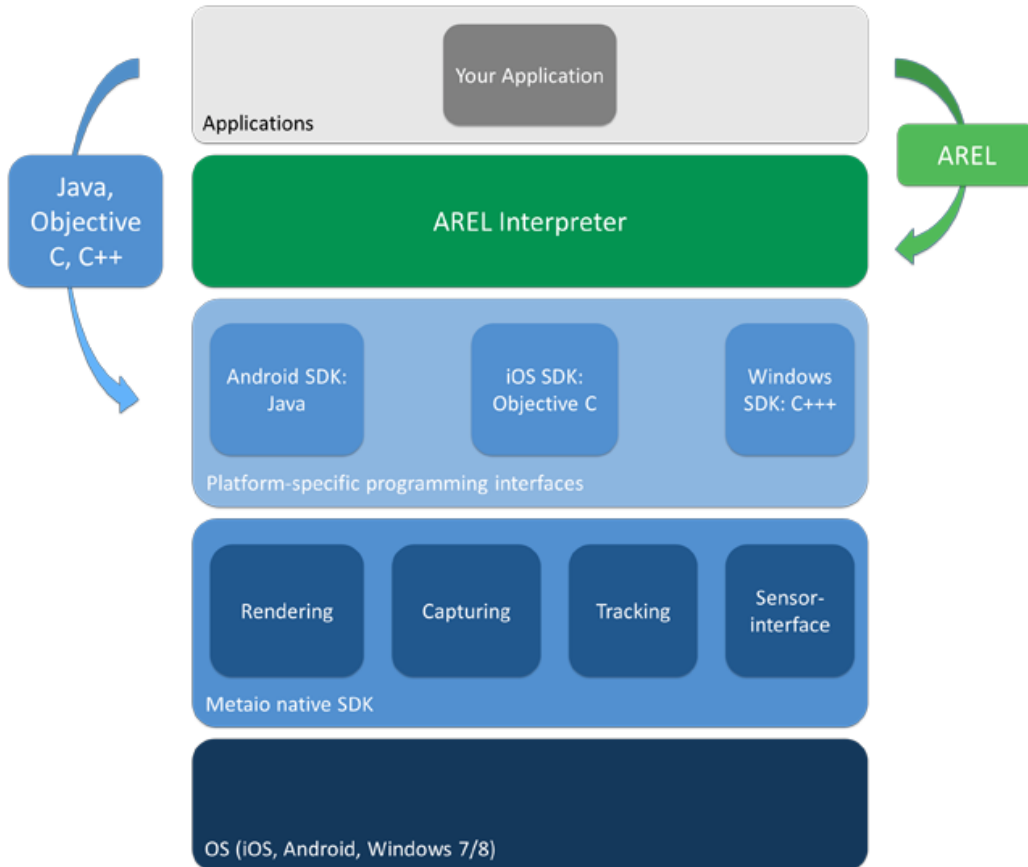 Your Application
Applications
Java,
Objective
C, C++
AREL
AREL Interpreter
Android SDK:
Java
iOS SDK:
Objective C
Windows
SDK: C+++
Platform-specific programming interfaces
Rendering
Capturing
Tracking
Sensor-
interface
Metaio native SDK
OS (iOS, Android, Windows 7/8)